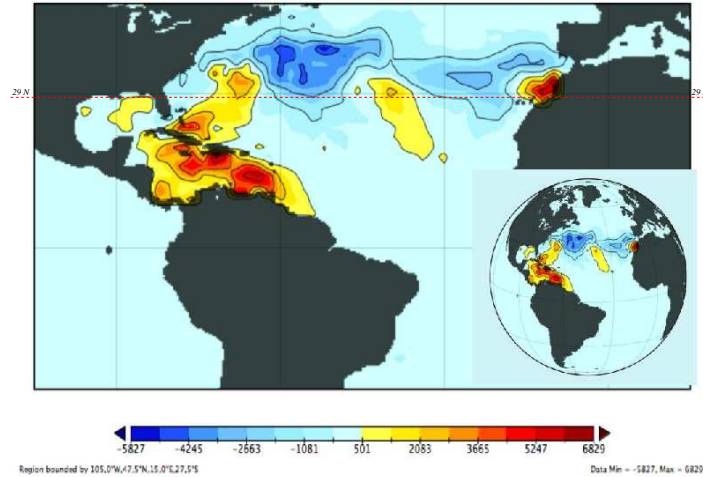 29 N
29
-5827 -4245 -2663 -1081 501 2083 3665 5247 6829
Region bounded by 105,0°W,47,5°N,15,0°E,27,5°S
Data Min = -5827, Max = 6829